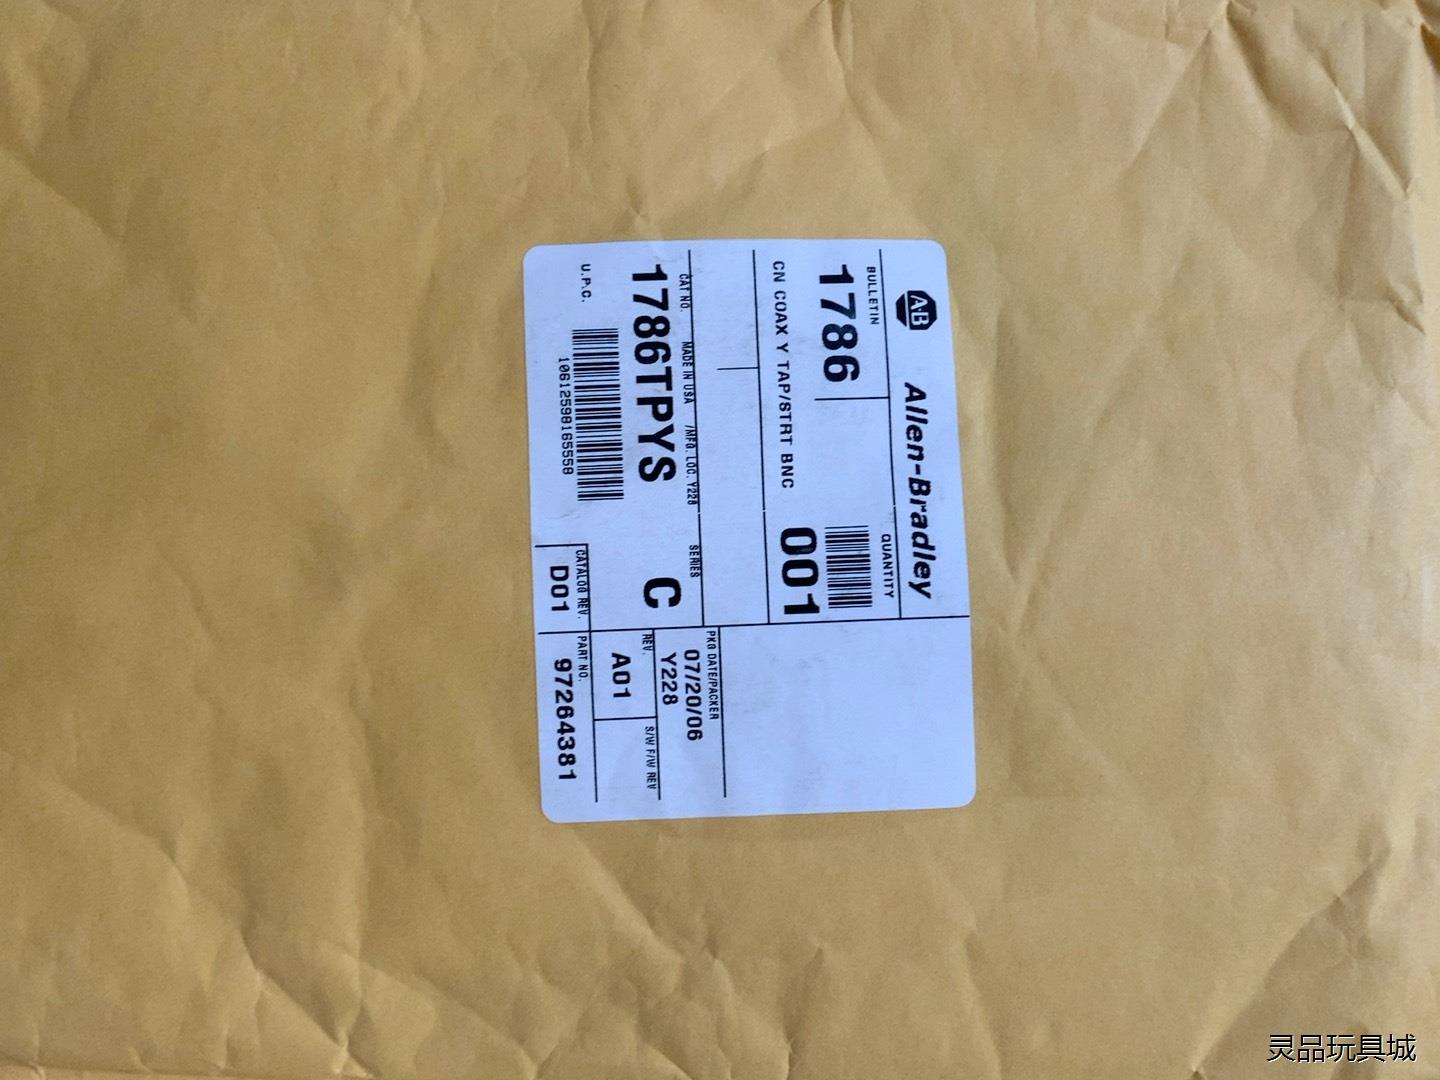 AB Allen-Bradley
BULLETIN
1786
QUANTITY
001
CN COAX Y TAP/STRT BNC
CAT NO. MADE IN USA /MFG. LOC. Y228
1786TPYS
SERIES
C
U.P.C.
10612598165558
CATALOG REV.
D01
PKG DATE/PACKER
07/20/06
Y228
REV.
A01
S/W F/W REV
PART NO.
97264381
灵品玩具城